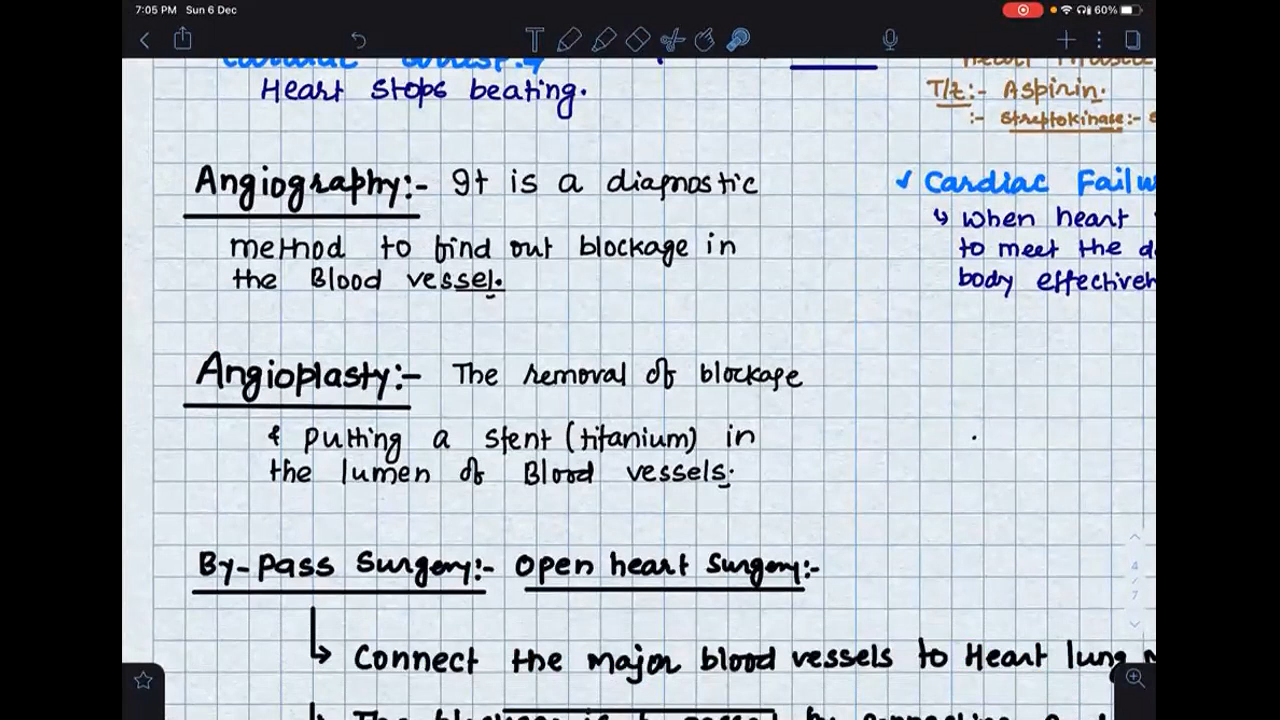 7:05 PM Sun 6 Dec
60%
Heart stops beating.
Angiography:- It is a diagnostic
method to find out blockage in
the Blood vessel.
Angioplasty:- The removal of blockage
& putting a stent (titanium) in
the lumen of Blood vessels.
By-pass Surgery:- Open heart Surgery:-
Connect the major blood vessels to Heart lung
T/t:- Aspirin.
:- Streptokinase:-
Cardiac Failu
when heart
to meet the d
body effectivel
4
/
7